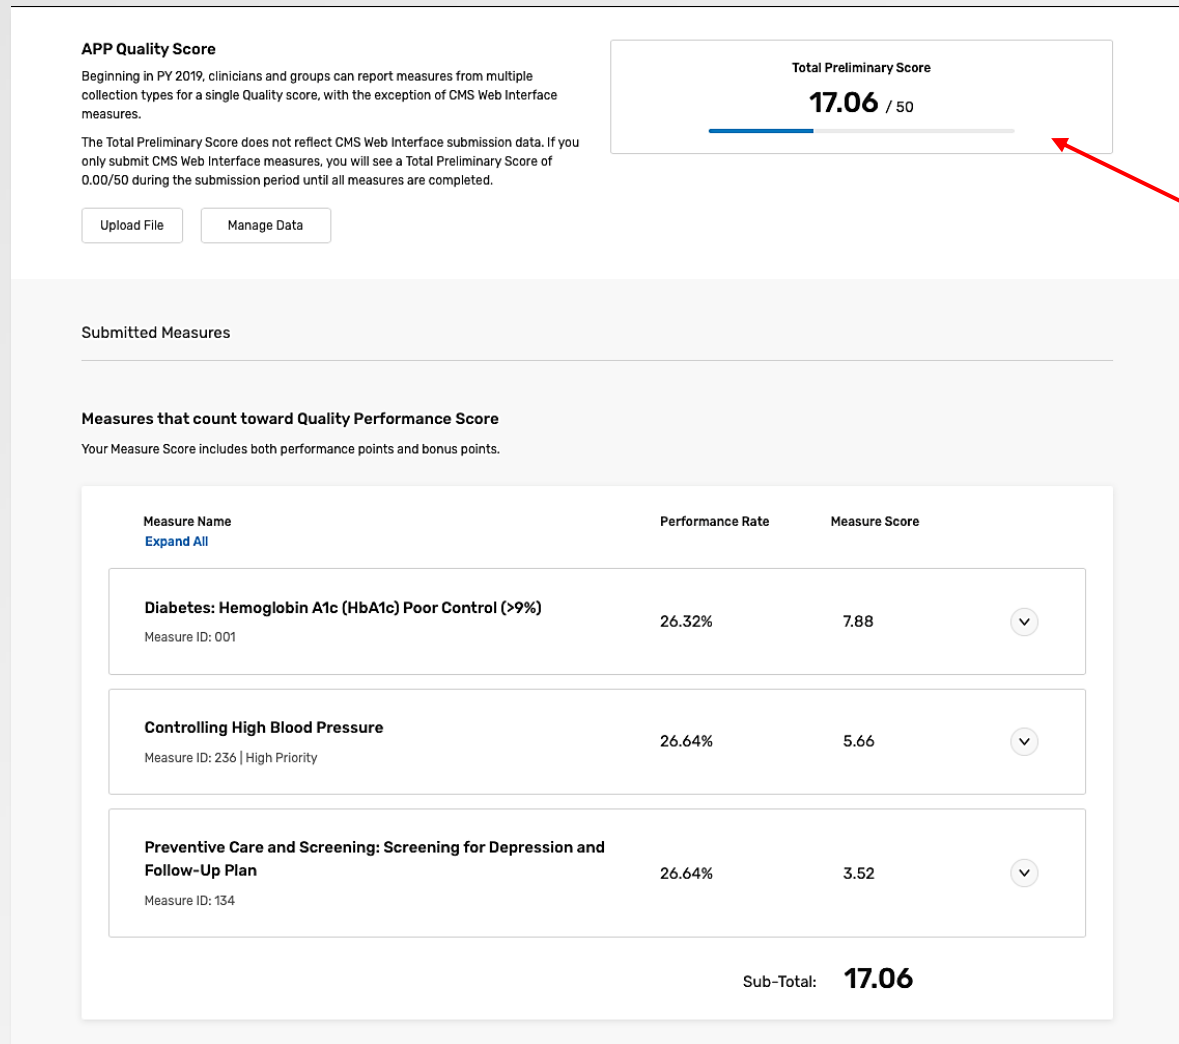 APP Quality Score
Beginning in PY 2019, clinicians and groups can report measures from multiple
collection types for a single Quality score, with the exception of CMS Web Interface
measures.
The Total Preliminary Score does not reflect CMS Web Interface submission data. If you
only submit CMS Web Interface measures, you will see a Total Preliminary Score of
0.00/50 during the submission period until all measures are completed.
Upload File
Manage Data
Total Preliminary Score
17.06 / 50
Submitted Measures
Measures that count toward Quality Performance Score
Your Measure Score includes both performance points and bonus points.
Measure Name
Expand All
Performance Rate
Measure Score
Diabetes: Hemoglobin A1c (HbA1c) Poor Control (>9%)
Measure ID: 001
26.32%
7.88
Controlling High Blood Pressure
Measure ID: 236 | High Priority
26.64%
5.66
Preventive Care and Screening: Screening for Depression and
Follow-Up Plan
Measure ID: 134
26.64%
3.52
Sub-Total: 17.06